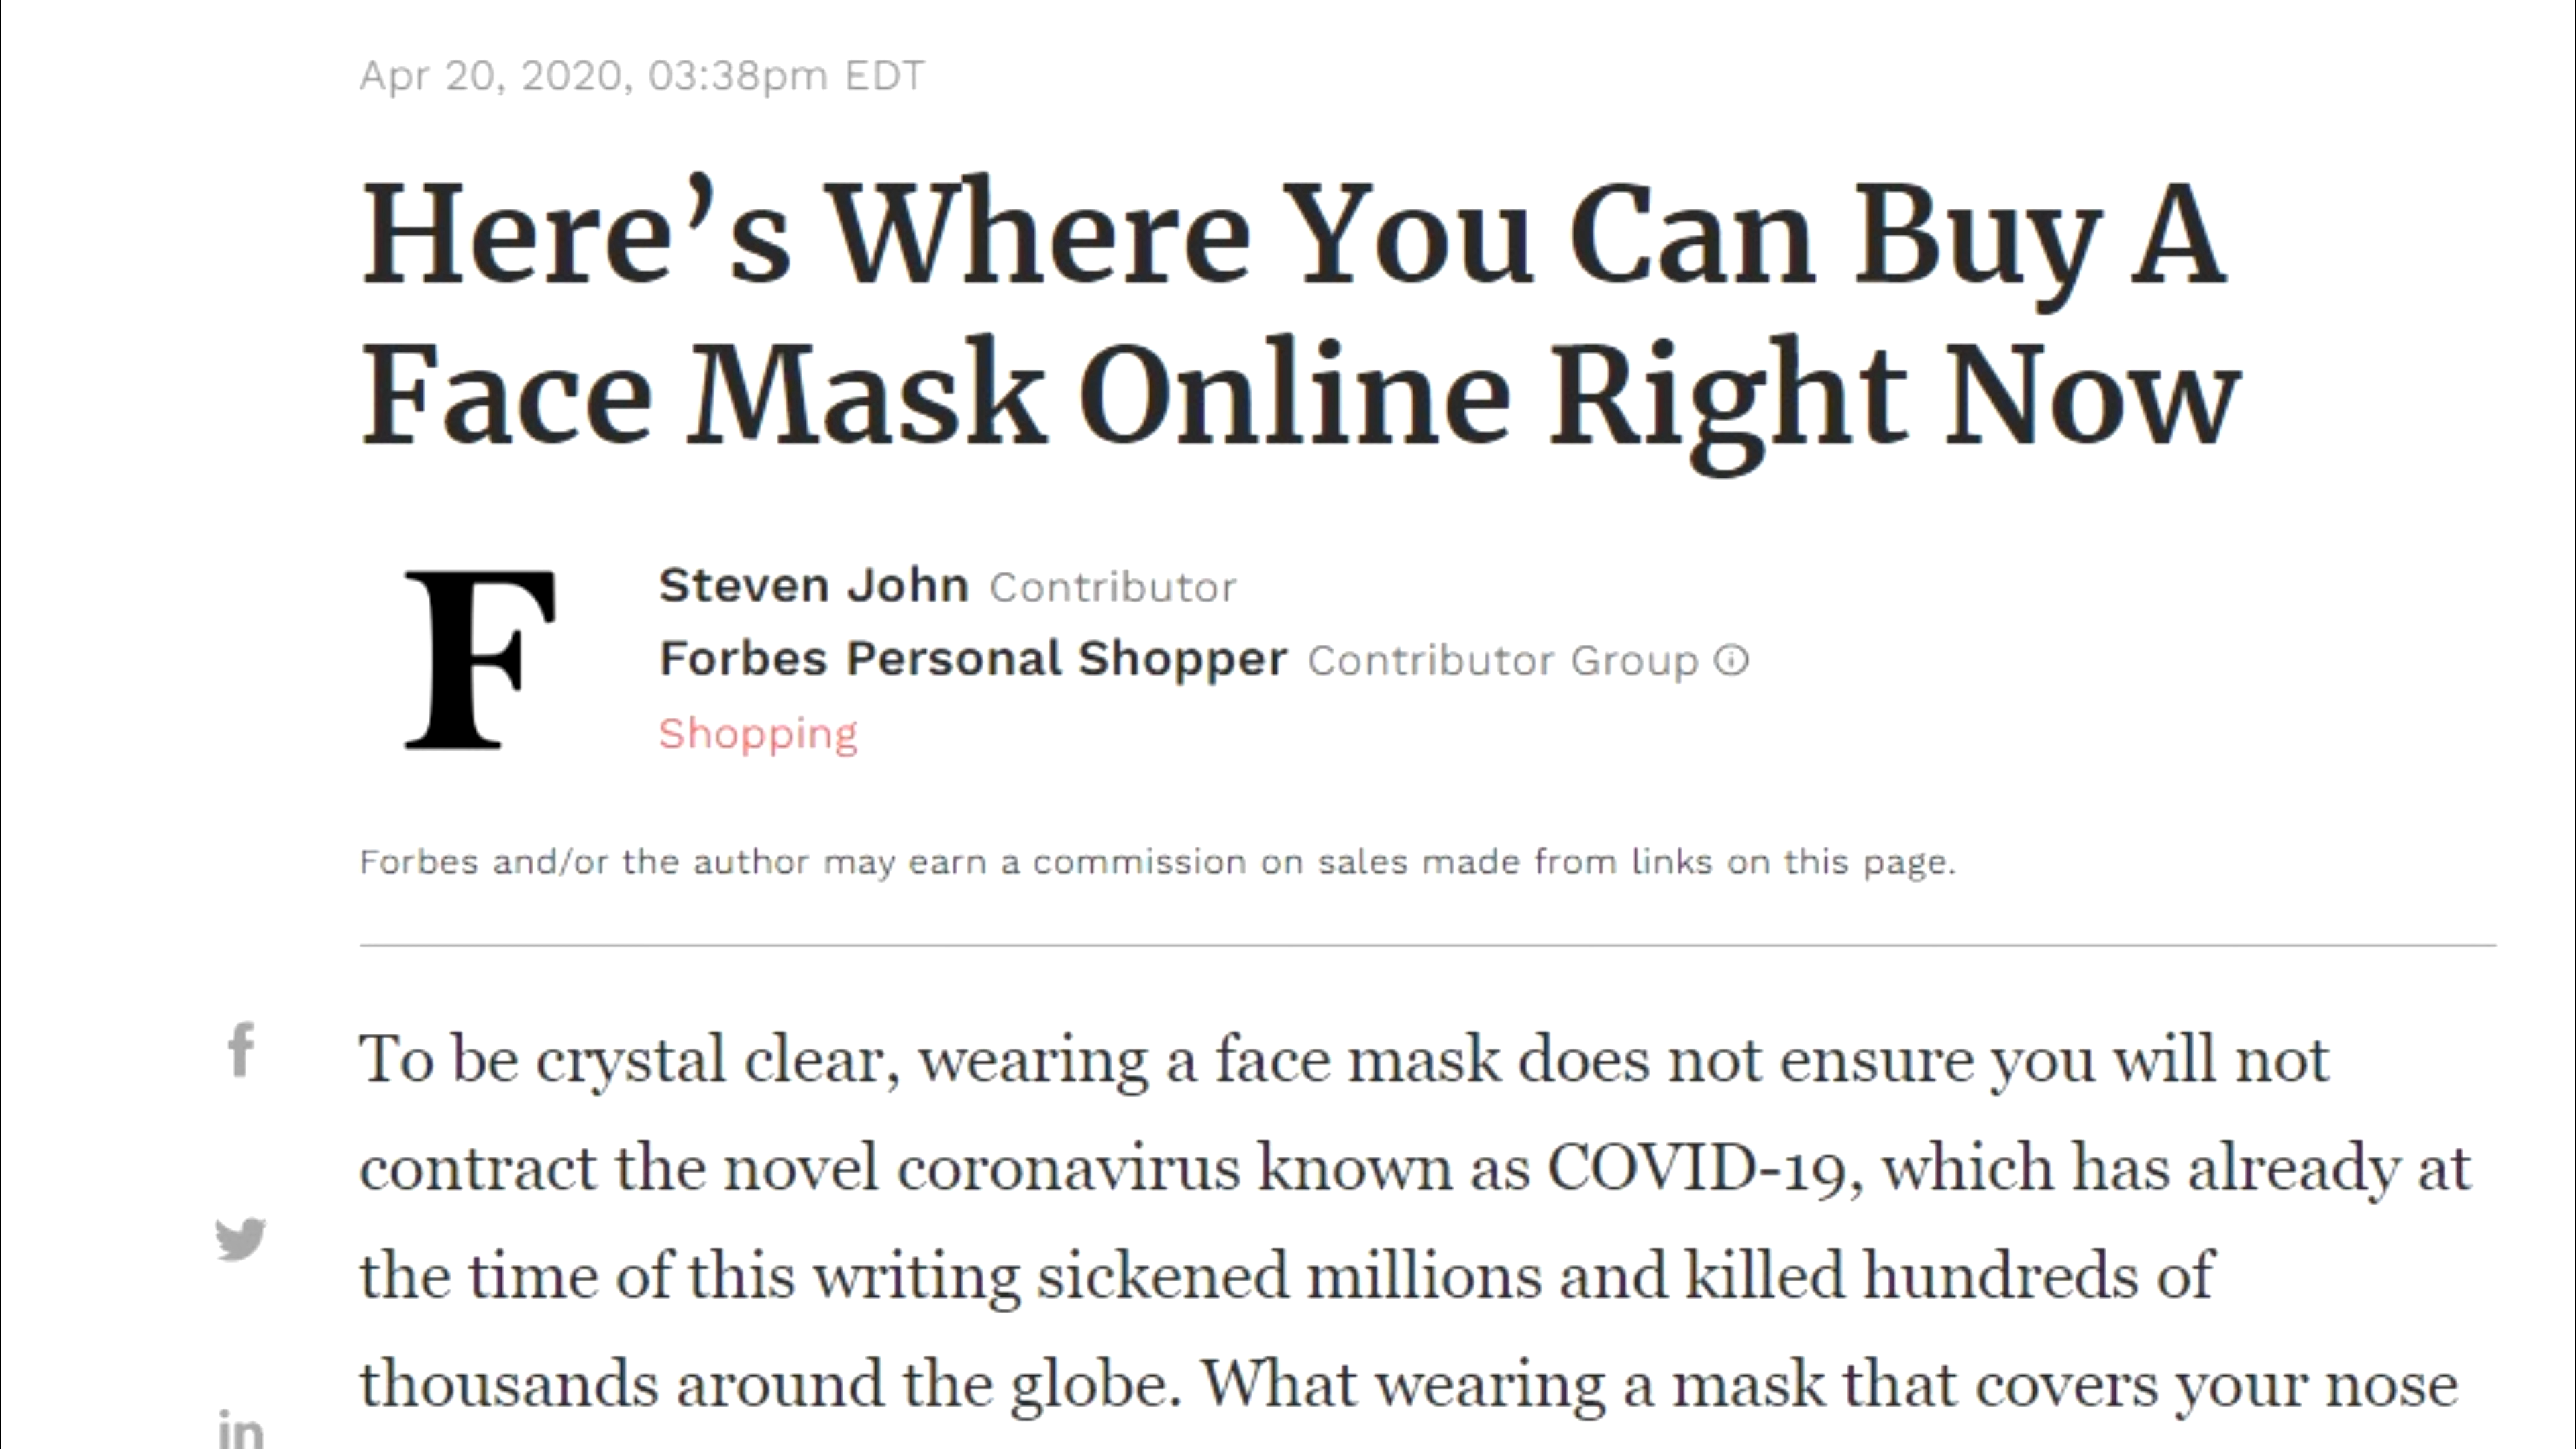 Apr 20, 2020, 03:38pm EDT
Here’s Where You Can Buy A
Face Mask Online Right Now
F
Steven John Contributor
Forbes Personal Shopper Contributor Group ⓘ
Shopping
Forbes and/or the author may earn a commission on sales made from links on this page.
f
To be crystal clear, wearing a face mask does not ensure you will not
contract the novel coronavirus known as COVID-19, which has already at
the time of this writing sickened millions and killed hundreds of
thousands around the globe. What wearing a mask that covers your nose
in